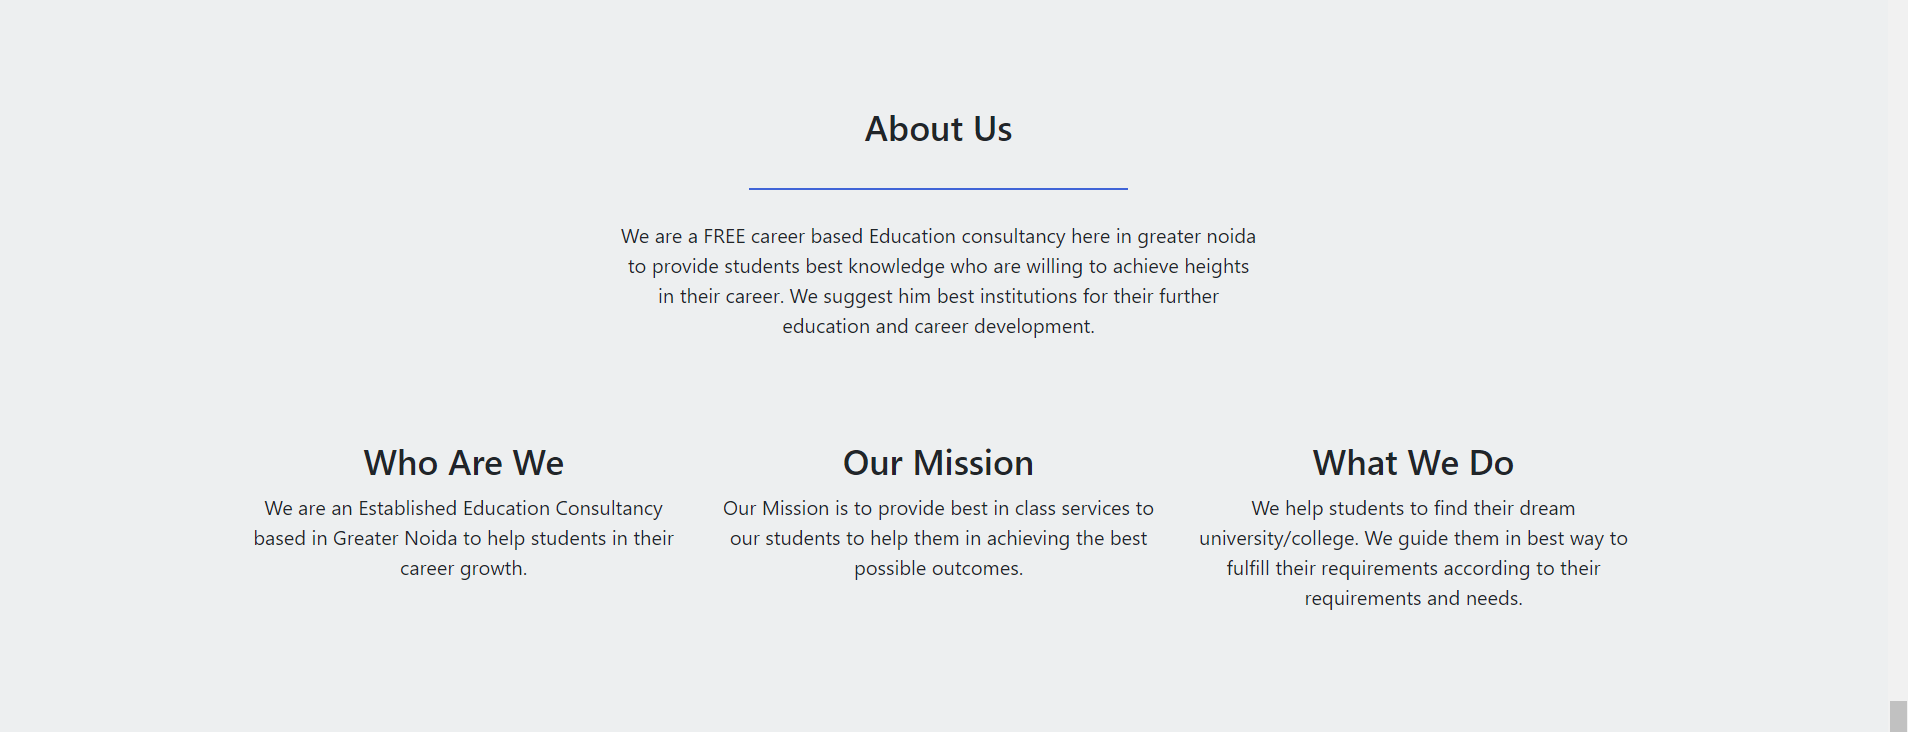 About Us
We are a FREE career based Education consultancy here in greater noida
to provide students best knowledge who are willing to achieve heights
in their career. We suggest him best institutions for their further
education and career development.
Who Are We
We are an Established Education Consultancy
based in Greater Noida to help students in their
career growth.
Our Mission
Our Mission is to provide best in class services to
our students to help them in achieving the best
possible outcomes.
What We Do
We help students to find their dream
university/college. We guide them in best way to
fulfill their requirements according to their
requirements and needs.